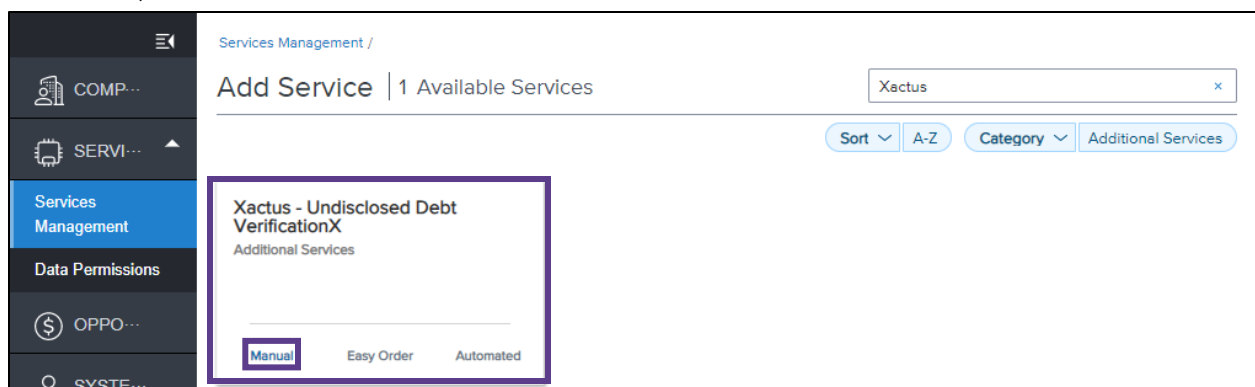 Services Management /
COMP...
Add Service | 1 Available Services
Xactus ×
SERVI...
Sort A-Z Category Additional Services
Services
Management
Data Permissions
OPPO...
SYSTE...
Xactus - Undisclosed Debt
VerificationX
Additional Services
Manual Easy Order Automated